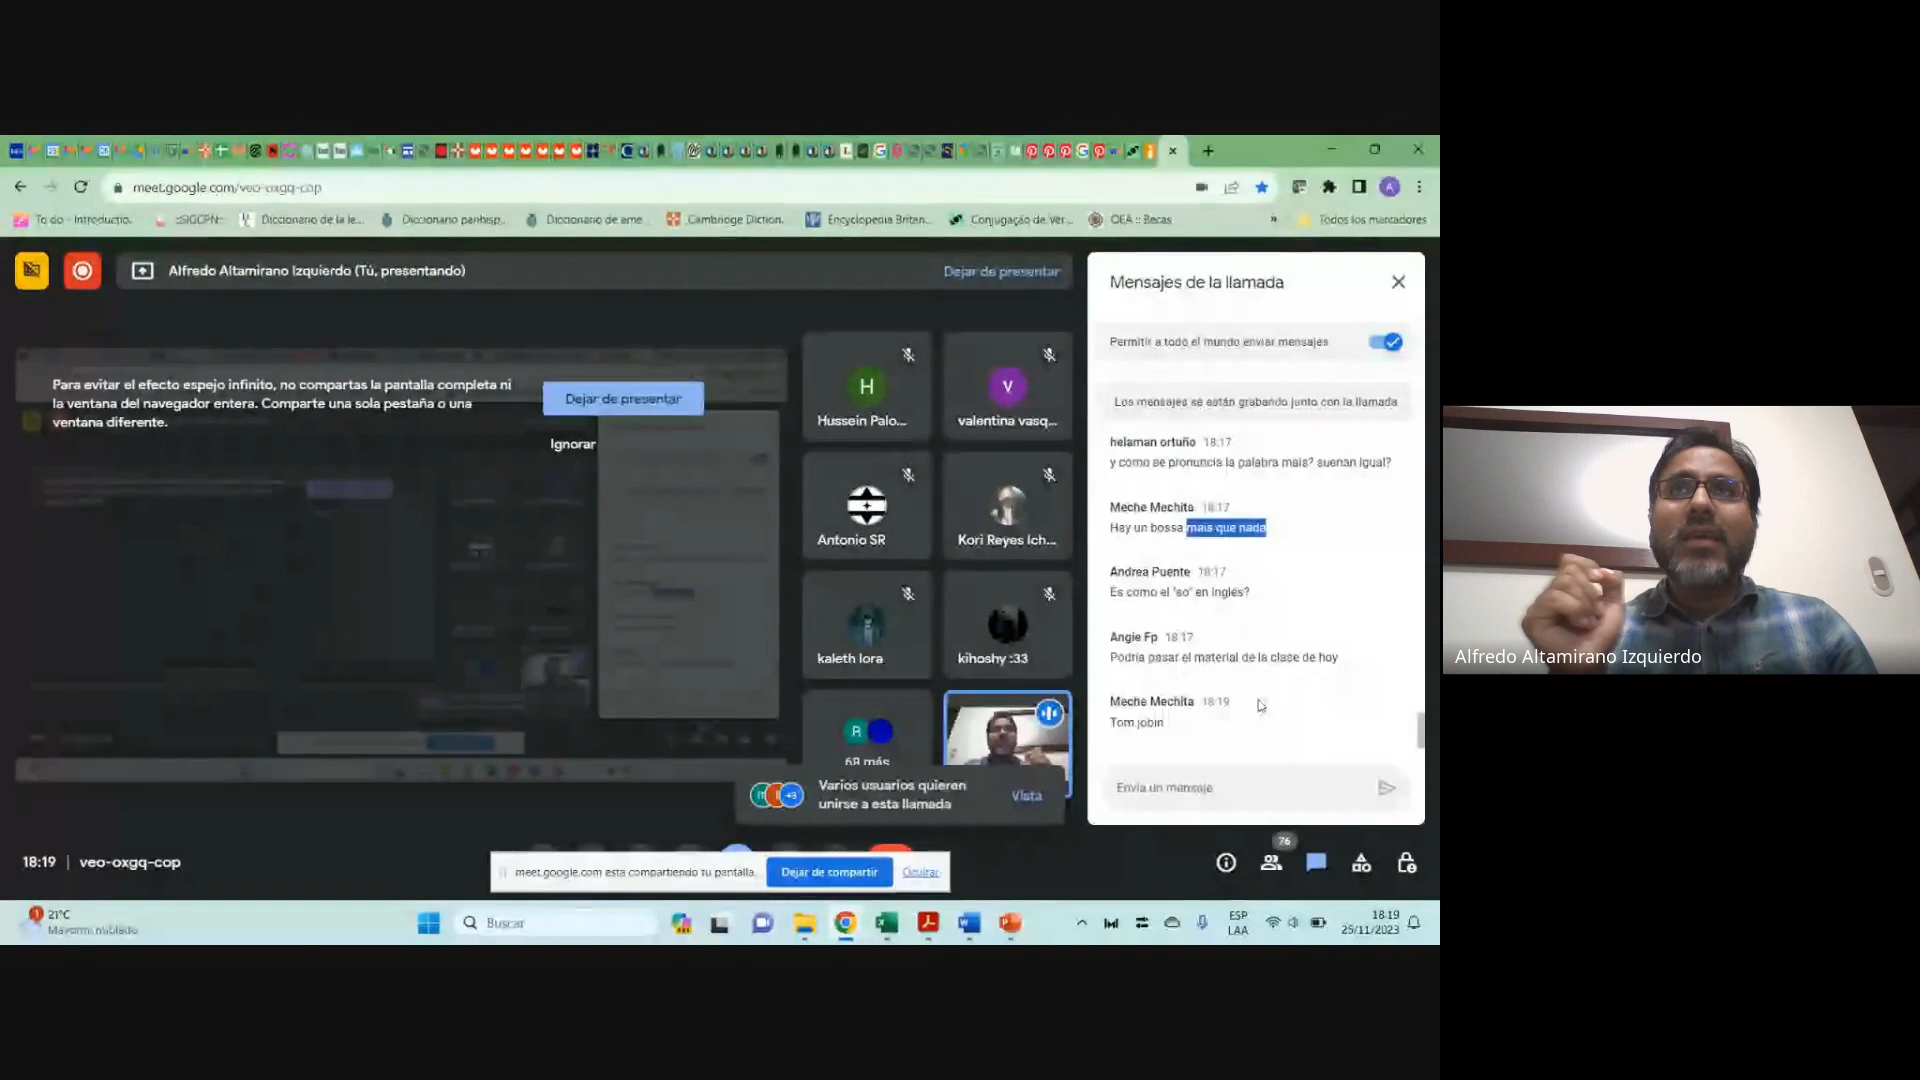 meet.google.com/veo-oxgq-cop
To do - Introductio...
::SIGCPN::
Diccionario de la le...
Diccionario panhisp...
Diccionario de ame...
Cambridge Diction...
Encyclopedia Britan...
Conjugação de Ver...
OEA :: Becas
»
Todos los marcadores
Alfredo Altamirano Izquierdo (Tú, presentando)
Dejar de presentar
Para evitar el efecto espejo infinito, no compartas la pantalla completa ni
la ventana del navegador entera. Comparte una sola pestaña o una
ventana diferente.
Dejar de presentar
Ignorar
H
Hussein Palo...
V
valentina vasq...
Antonio SR
Kori Reyes Ich...
kaleth lora
kihoshy :33
R
68 más
+3
Varios usuarios quieren
unirse a esta llamada
Vista
Mensajes de la llamada
Permitir a todo el mundo enviar mensajes
Los mensajes se están grabando junto con la llamada
helaman ortuño 18:17
y como se pronuncia la palabra mais? suenan igual?
Meche Mechita 18:17
Hay un bossa mais que nada
Andrea Puente 18:17
Es como el 'so' en inglés?
Angie Fp 18:17
Podría pasar el material de la clase de hoy
Meche Mechita 18:19
Tom jobin
Envía un mensaje
18:19 | veo-oxgq-cop
meet.google.com está compartiendo tu pantalla.
Dejar de compartir
Ocultar
76
1
21°C
Mayorm. nublado
Buscar
ESP
LAA
18:19
25/11/2023
A
Alfredo Altamirano Izquierdo